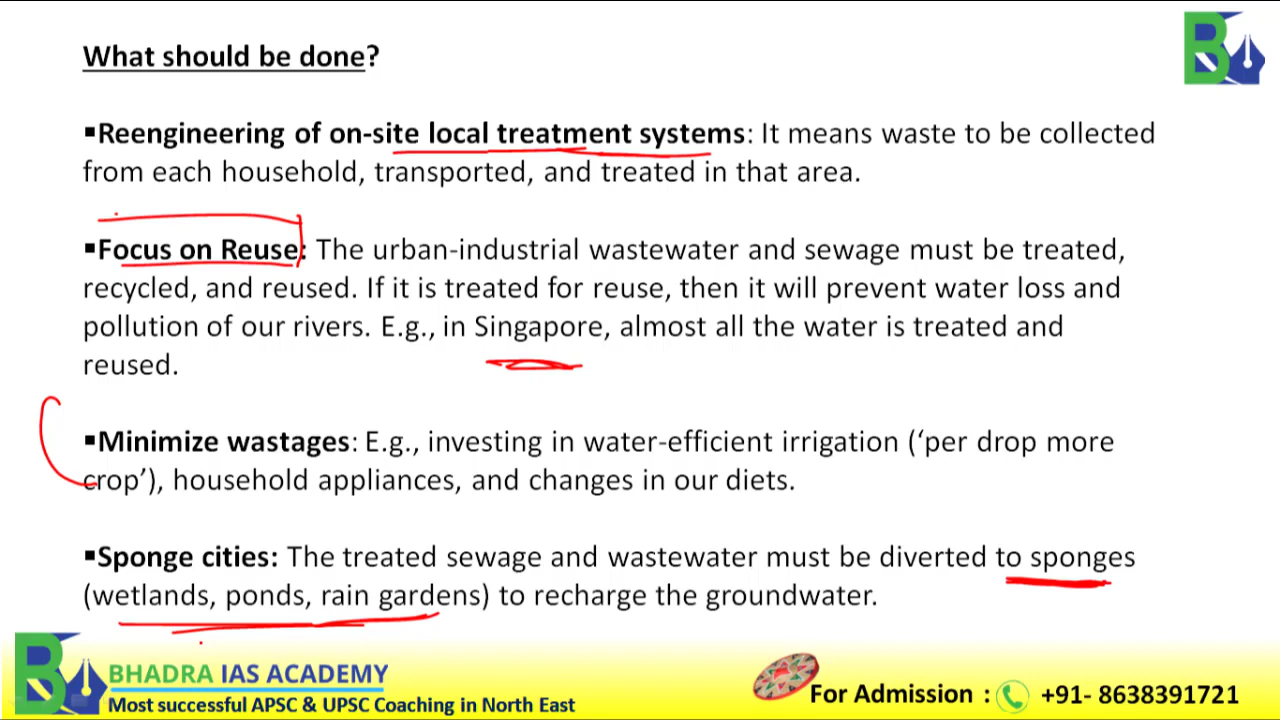 What should be done?
▪Reengineering of on-site local treatment systems: It means waste to be collected
from each household, transported, and treated in that area.
▪Focus on Reuse: The urban-industrial wastewater and sewage must be treated,
recycled, and reused. If it is treated for reuse, then it will prevent water loss and
pollution of our rivers. E.g., in Singapore, almost all the water is treated and
reused.
▪Minimize wastages: E.g., investing in water-efficient irrigation (‘per drop more
crop’), household appliances, and changes in our diets.
▪Sponge cities: The treated sewage and wastewater must be diverted to sponges
(wetlands, ponds, rain gardens) to recharge the groundwater.
BHADRA IAS ACADEMY
Most successful APSC & UPSC Coaching in North East
For Admission : +91- 8638391721